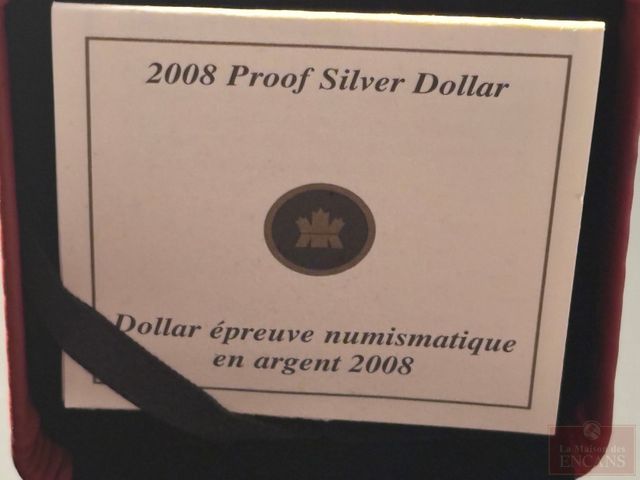 2008 Proof Silver Dollar
Dollar épreuve numismatique
en argent 2008
La Maison des
ENCANS